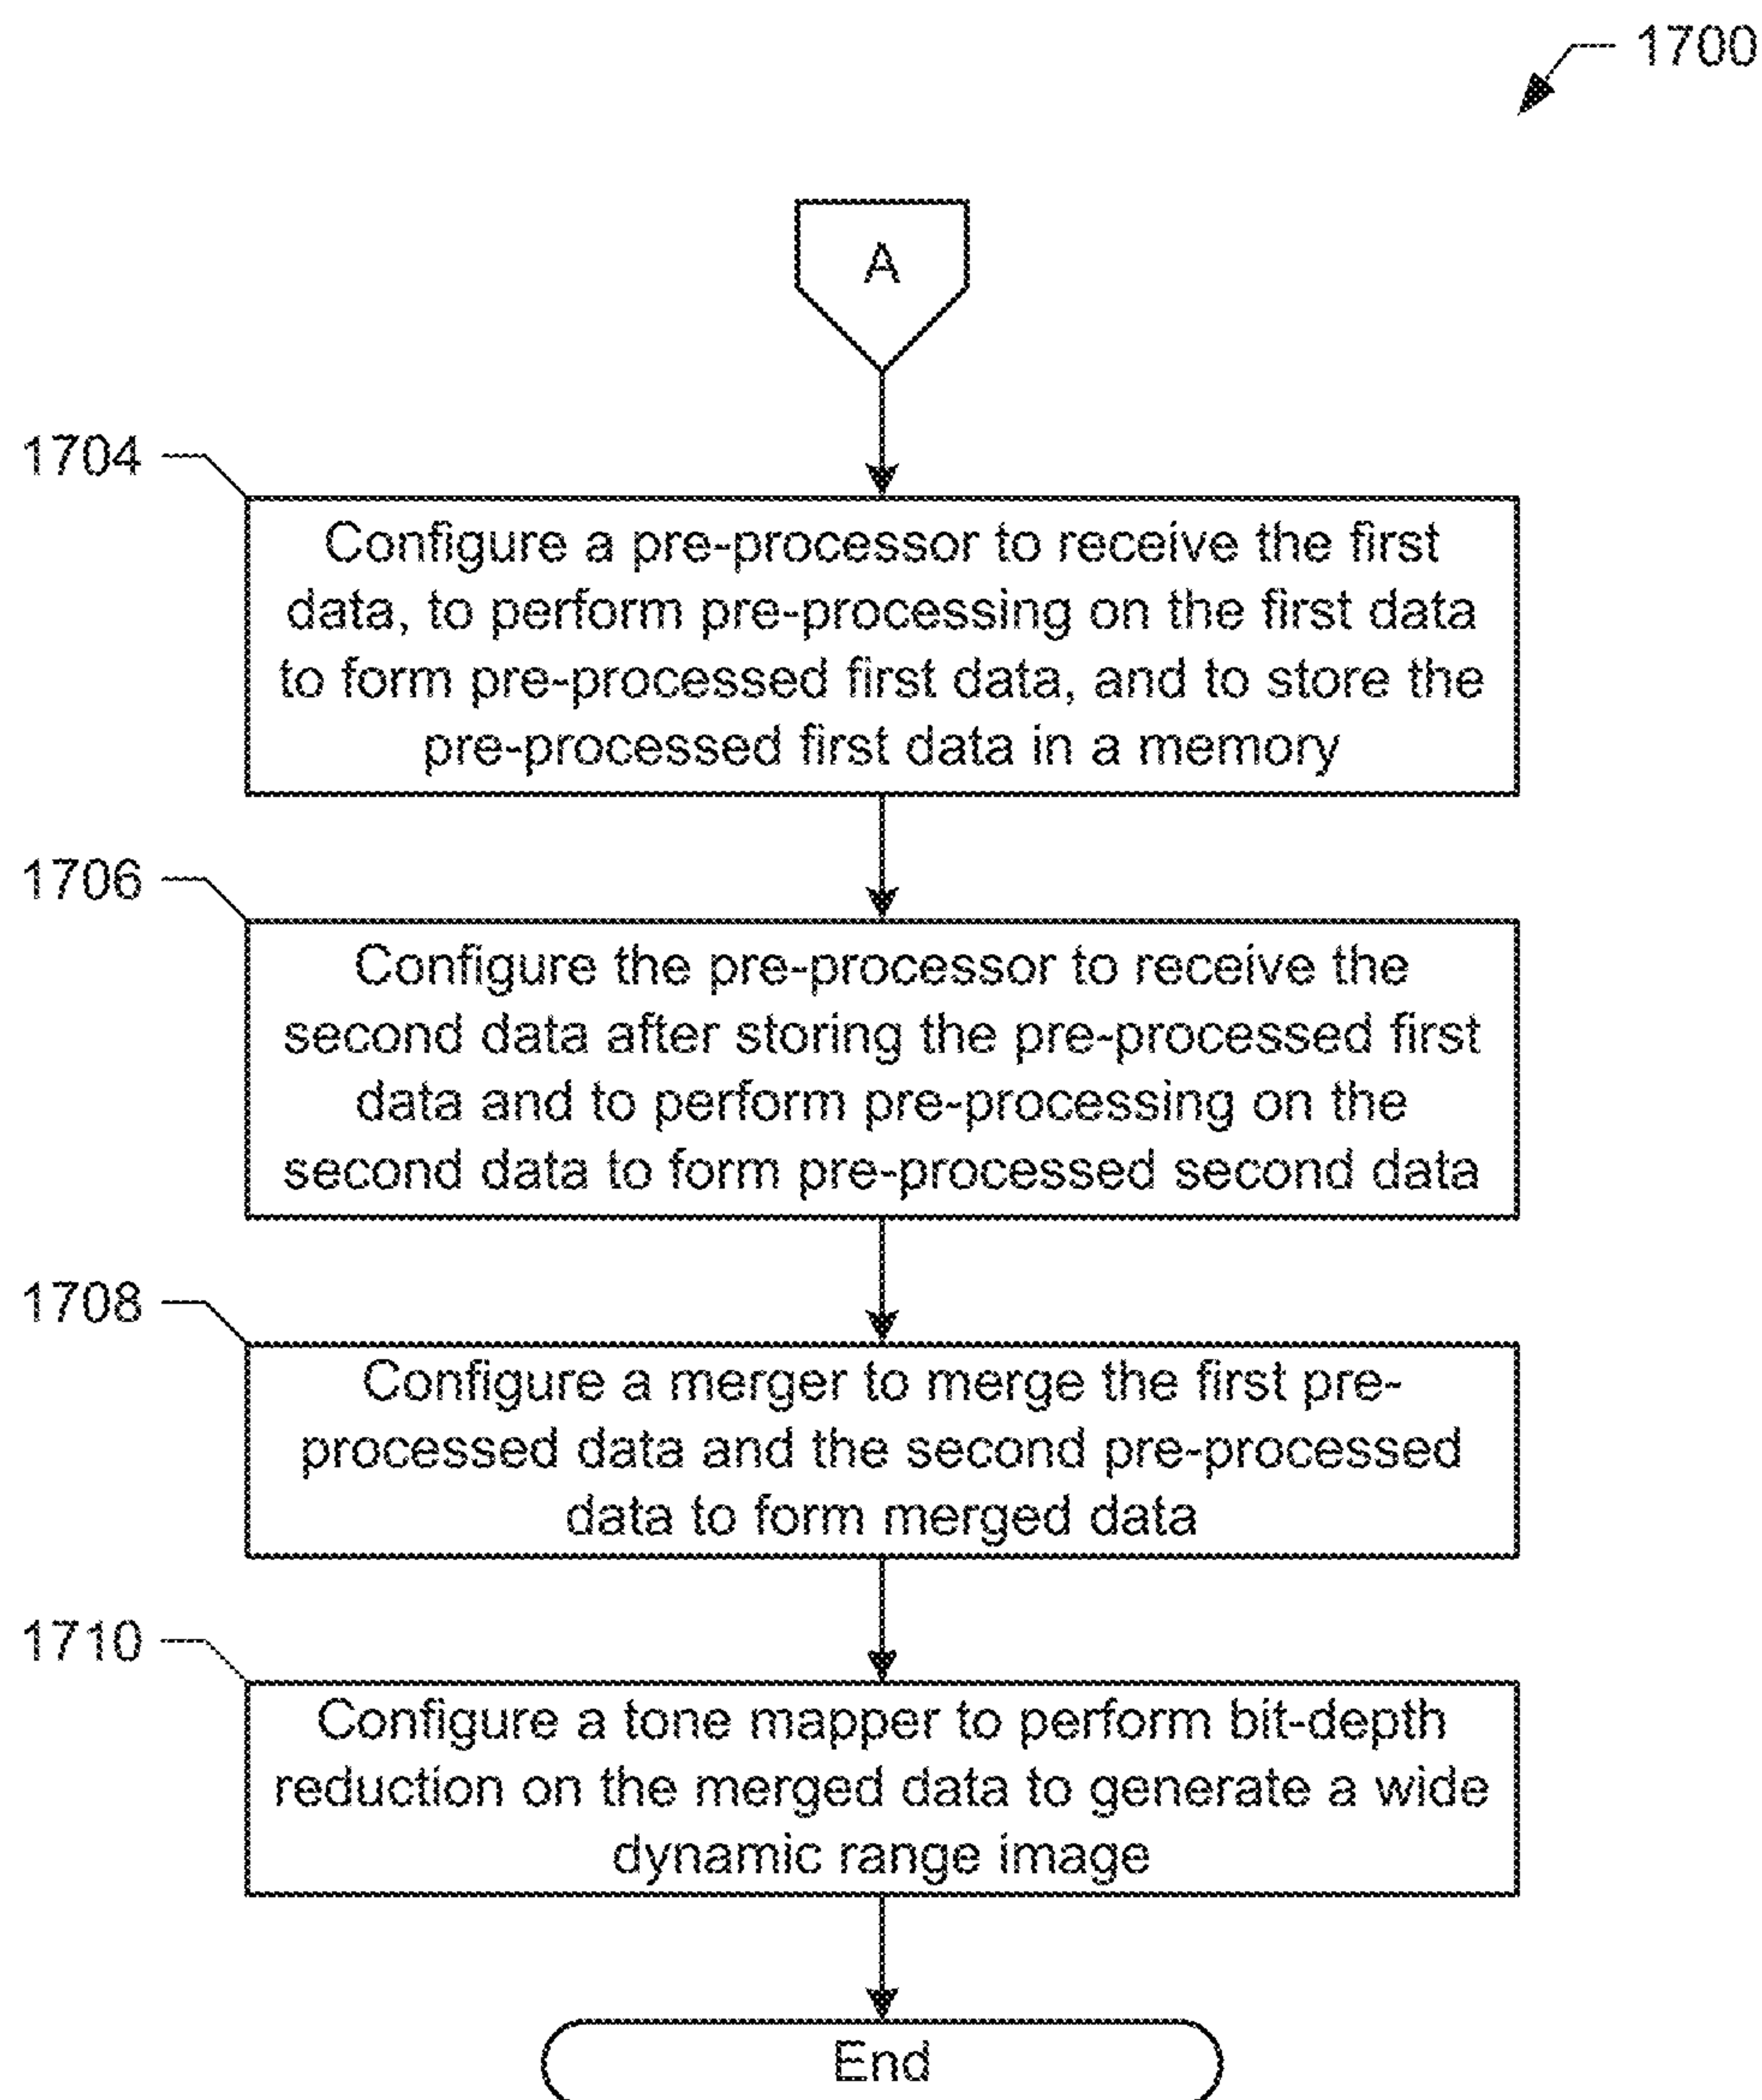 1700
A
1704
Configure a pre-processor to receive the first
data, to perform pre-processing on the first data
to form pre-processed first data, and to store the
pre-processed first data in a memory
1706
Configure the pre-processor to receive the
second data after storing the pre-processed first
data and to perform pre-processing on the
second data to form pre-processed second data
1708
Configure a merger to merge the first pre-
processed data and the second pre-processed
data to form merged data
1710
Configure a tone mapper to perform bit-depth
reduction on the merged data to generate a wide
dynamic range image
End